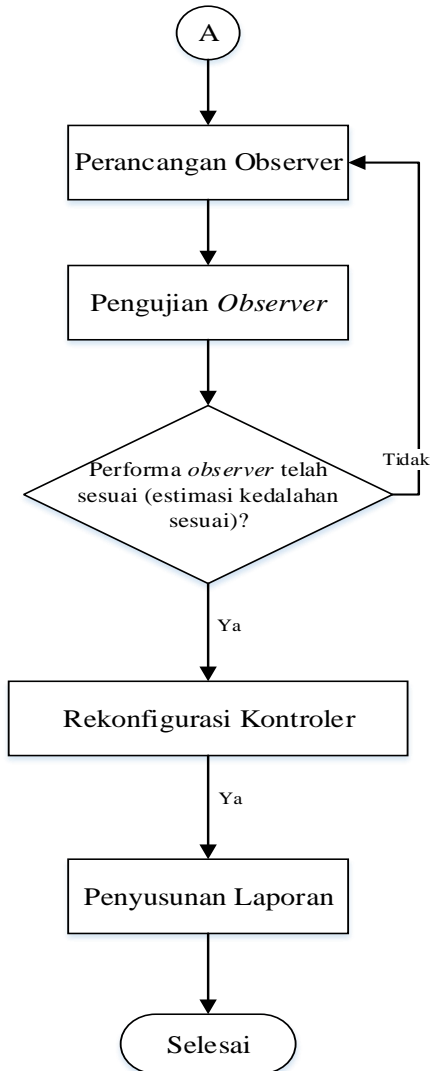 A
Perancangan Observer
Pengujian Observer
Performa observer telah
sesuai (estimasi kedalahan
sesuai)?
Tidak
Ya
Rekonfigurasi Kontroler
Ya
Penyusunan Laporan
Selesai